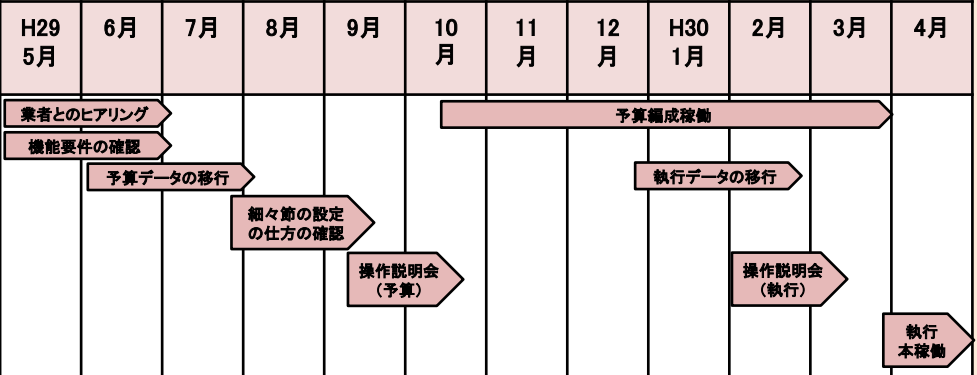 H29
5月
6月
7月
8月
9月
10
月
11
月
12
月
H30
1月
2月
3月
4月
業者とのヒアリング
予算編成稼働
機能要件の確認
予算データの移行
執行データの移行
細々節の設定
の仕方の確認
操作説明会
（予算）
操作説明会
（執行）
執行
本稼働